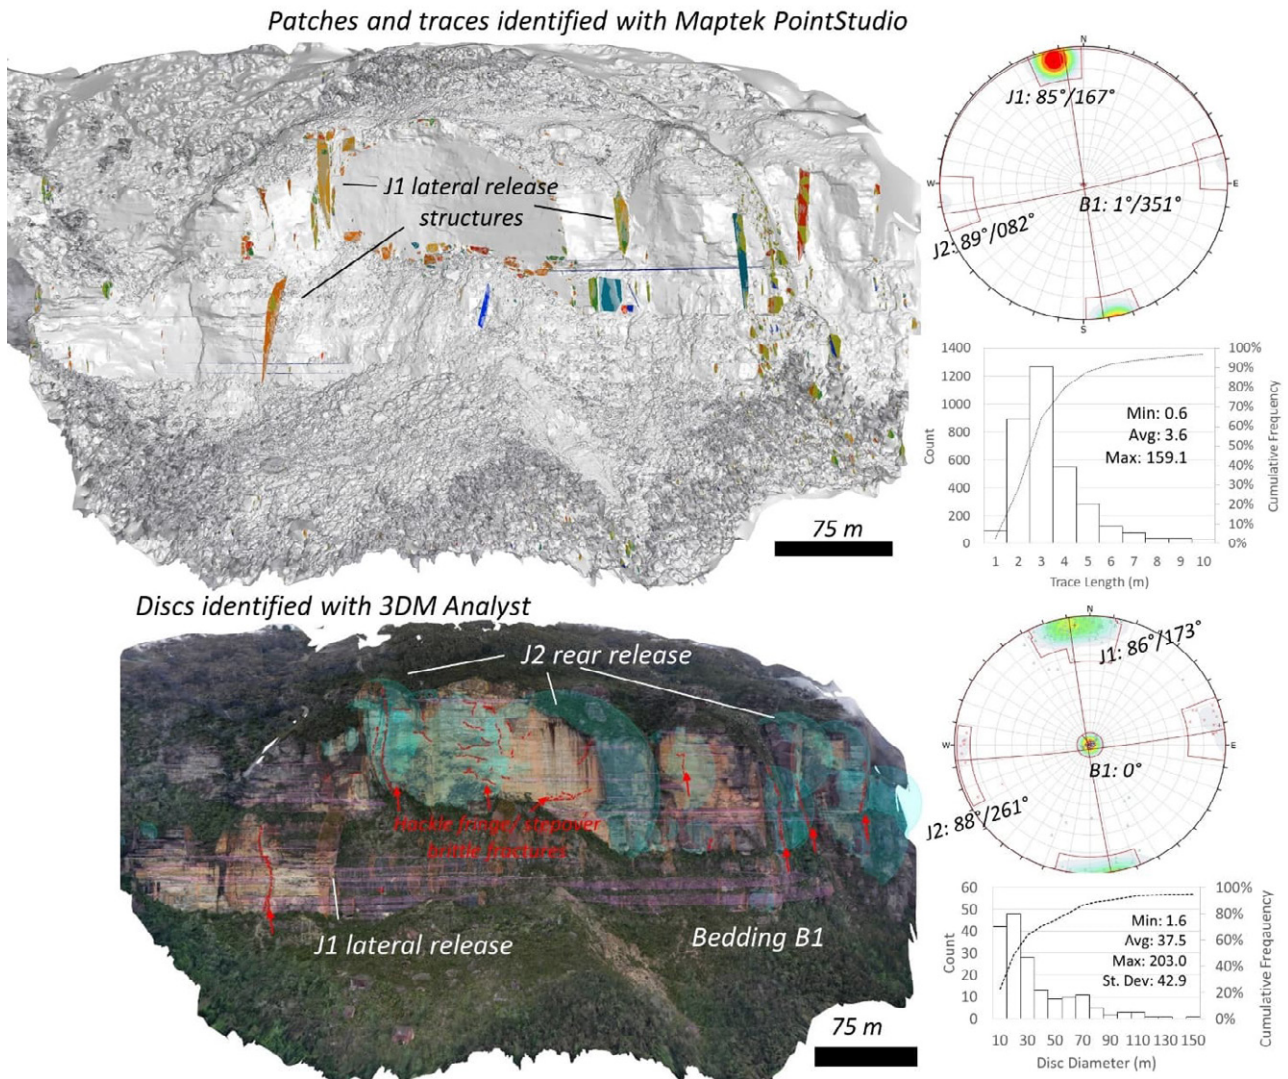 Patches and traces identified with Maptek PointStudio
J1 lateral release
structures
N
J1: 85°/167°
W
E
B1: 1°/351°
J2: 89°/082°
S
1400
1200
1000
800
600
400
200
0
Count
100%
90%
80%
70%
60%
50%
40%
30%
20%
10%
0%
Cumulative Frequency
Min: 0.6
Avg: 3.6
Max: 159.1
1 2 3 4 5 6 7 8 9 10
Trace Length (m)
75 m
Discs identified with 3DM Analyst
J2 rear release
Hackle fringe/ stepover
brittle fractures
J1 lateral release
Bedding B1
75 m
N
J1: 86°/173°
W
E
B1: 0°
J2: 88°/261°
S
60
50
40
30
20
10
0
Count
100%
80%
60%
40%
20%
0%
Cumulative Freqauency
Min: 1.6
Avg: 37.5
Max: 203.0
St. Dev: 42.9
10 30 50 70 90 110 130 150
Disc Diameter (m)